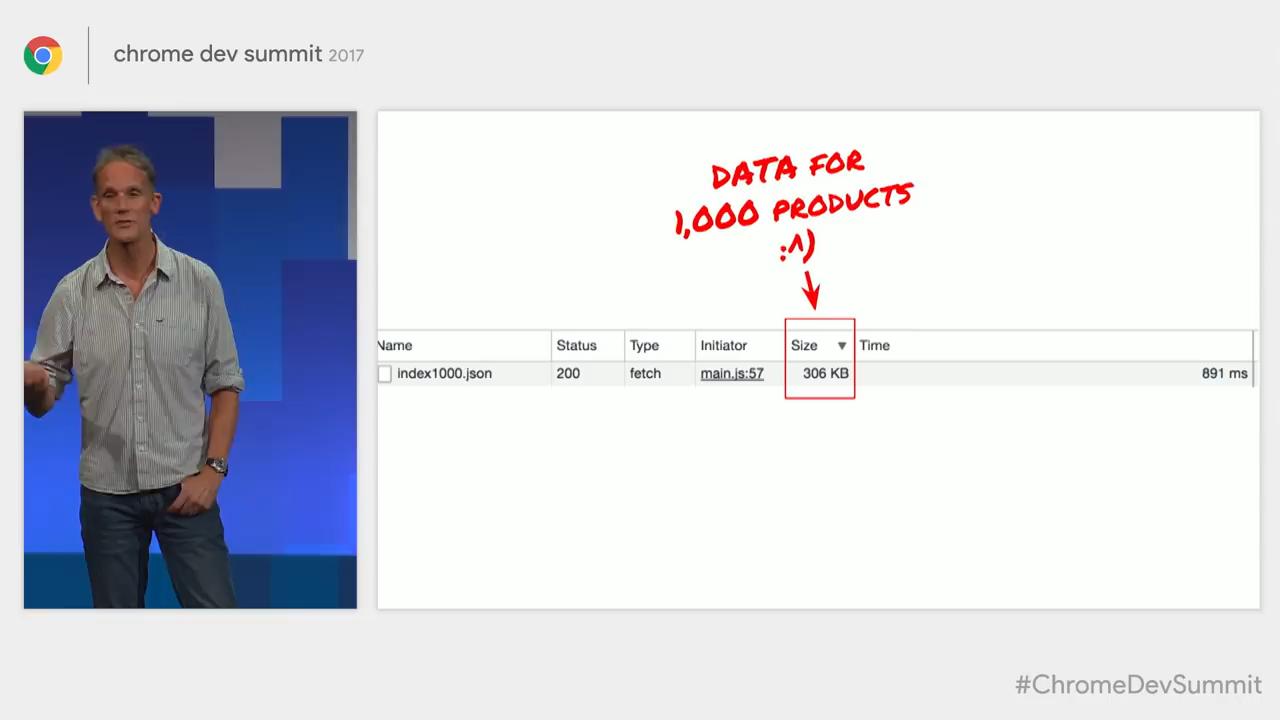 chrome dev summit 2017
DATA FOR
1,000 PRODUCTS
:^)
Name Status Type Initiator Size ▼ Time
index1000.json 200 fetch main.js:57 306 KB 891 ms
#ChromeDevSummit